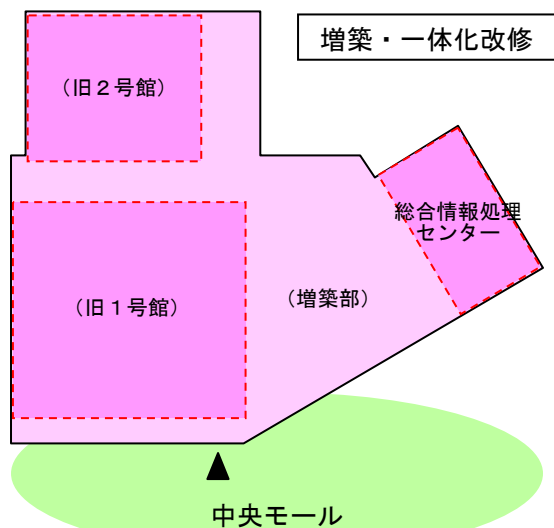 増築・一体化改修
（旧２号館）
総合情報処理
センター
（旧１号館）
（増築部）
中央モール